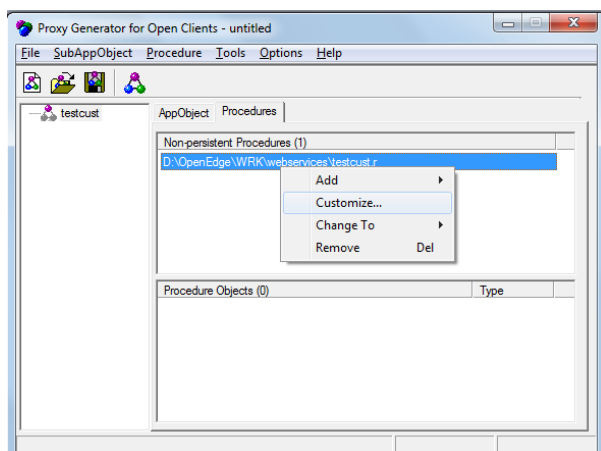 Proxy Generator for Open Clients - untitled
File SubAppObject Procedure Tools Options Help
testcust
AppObject Procedures
Non-persistent Procedures (1)
D:\OpenEdge\WRK\webservices\testcust.r
Add
Customize...
Change To
Remove Del
Procedure Objects (0) Type